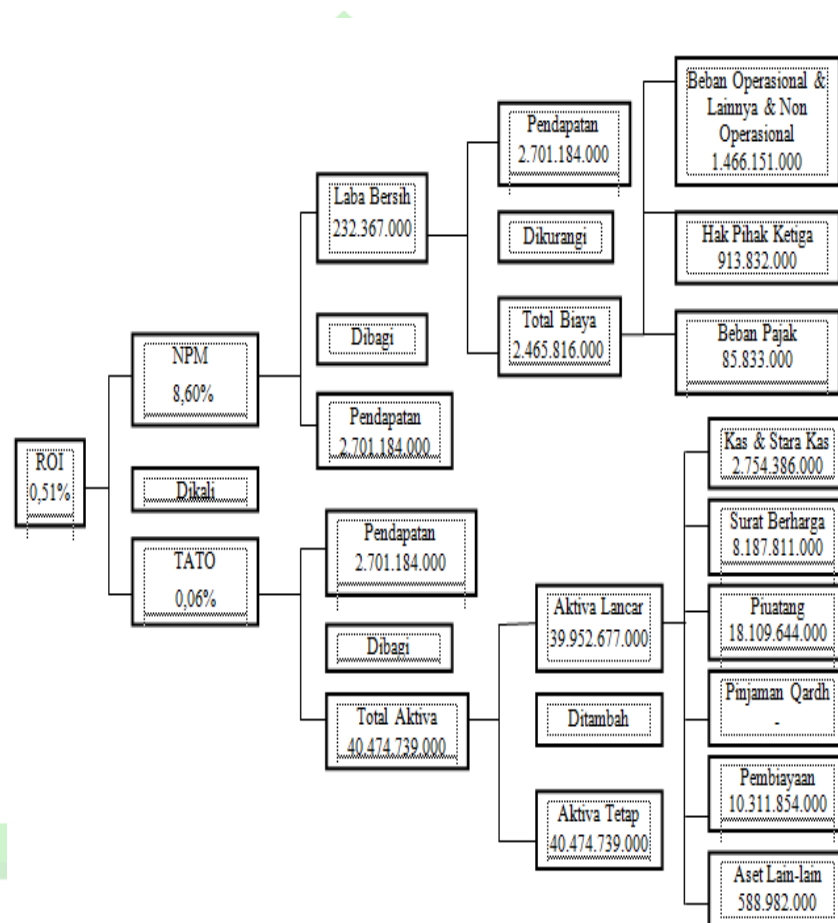 ROI
0,51%
NPM
8,60%
Dikali
TATO
0,06%
Laba Bersih
232.367.000
Dibagi
Pendapatan
2.701.184.000
Pendapatan
2.701.184.000
Dibagi
Total Aktiva
40.474.739.000
Pendapatan
2.701.184.000
Dikurangi
Total Biaya
2.465.816.000
Beban Operasional &
Lainnya & Non
Operasional
1.466.151.000
Hak Pihak Ketiga
913.832.000
Beban Pajak
85.833.000
Aktiva Lancar
39.952.677.000
Ditambah
Aktiva Tetap
40.474.739.000
Kas & Stara Kas
2.754.386.000
Surat Berharga
8.187.811.000
Piuatang
18.109.644.000
Pinjaman Qardh
-
Pembiayaan
10.311.854.000
Aset Lain-lain
588.982.000